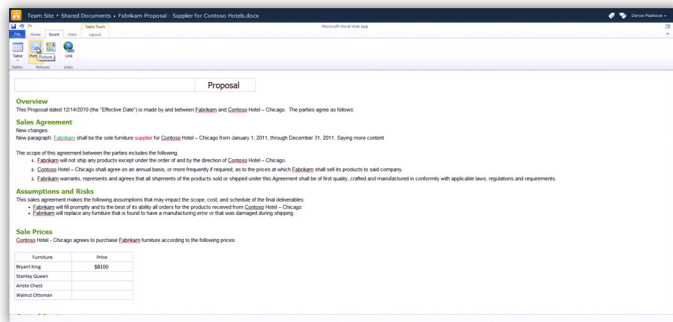 Team Site • Shared Documents • Fabrikam Proposal - Supplier for Contoso Hotels.docx
Darya Popkova
Table Tools
Microsoft Word Web App
File Home Insert View Layout
Table Picture Link
Picture
Tables Pictures Links
Proposal
Overview
This Proposal dated 12/14/2010 (the "Effective Date") is made by and between Fabrikam and Contoso Hotel – Chicago. The parties agree as follows:
Sales Agreement
New changes:
New paragraph: Fabrikam shall be the sole furniture supplier for Contoso Hotel – Chicago from January 1, 2011, through December 31, 2011. Saying more content
The scope of this agreement between the parties includes the following:
1. Fabrikam will not ship any products except under the order of and by the direction of Contoso Hotel – Chicago.
2. Contoso Hotel – Chicago shall agree on an annual basis, or more frequently if required, as to the prices at which Fabrikam shall sell its products to said company.
3. Fabrikam warrants, represents and agrees that all shipments of the products sold or shipped under this Agreement shall be of first quality, crafted and manufactured in conformity with applicable laws, regulations and requirements.
Assumptions and Risks
This sales agreement makes the following assumptions that may impact the scope, cost, and schedule of the final deliverables:
• Fabrikam will fill promptly and to the best of its ability all orders for the products received from Contoso Hotel – Chicago.
• Fabrikam will replace any furniture that is found to have a manufacturing error or that was damaged during shipping
Sale Prices
Contoso Hotel - Chicago agrees to purchase Fabrikam furniture according to the following prices:
Furniture Price
Bryant King $8100
Stanley Queen
Aristo Chest
Walnut Ottoman